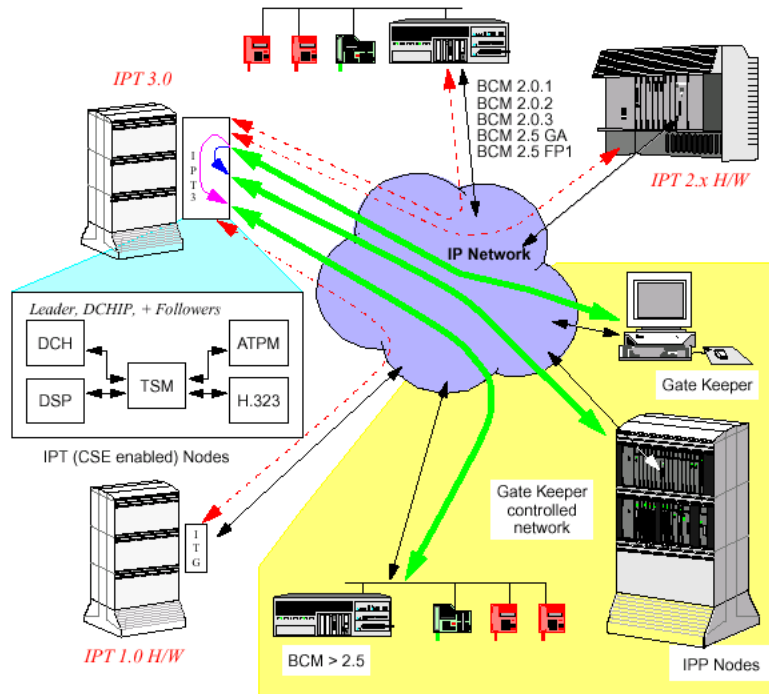 IPT 3.0
BCM 2.0.1
BCM 2.0.2
BCM 2.0.3
BCM 2.5 GA
BCM 2.5 FP1
IPT 2.x H/W
IPT3
IP Network
Leader, DCHIP, + Followers
DCH
ATPM
TSM
DSP
H.323
IPT (CSE enabled) Nodes
Gate Keeper
Gate Keeper
controlled
network
ITG
IPT 1.0 H/W
BCM > 2.5
IPP Nodes